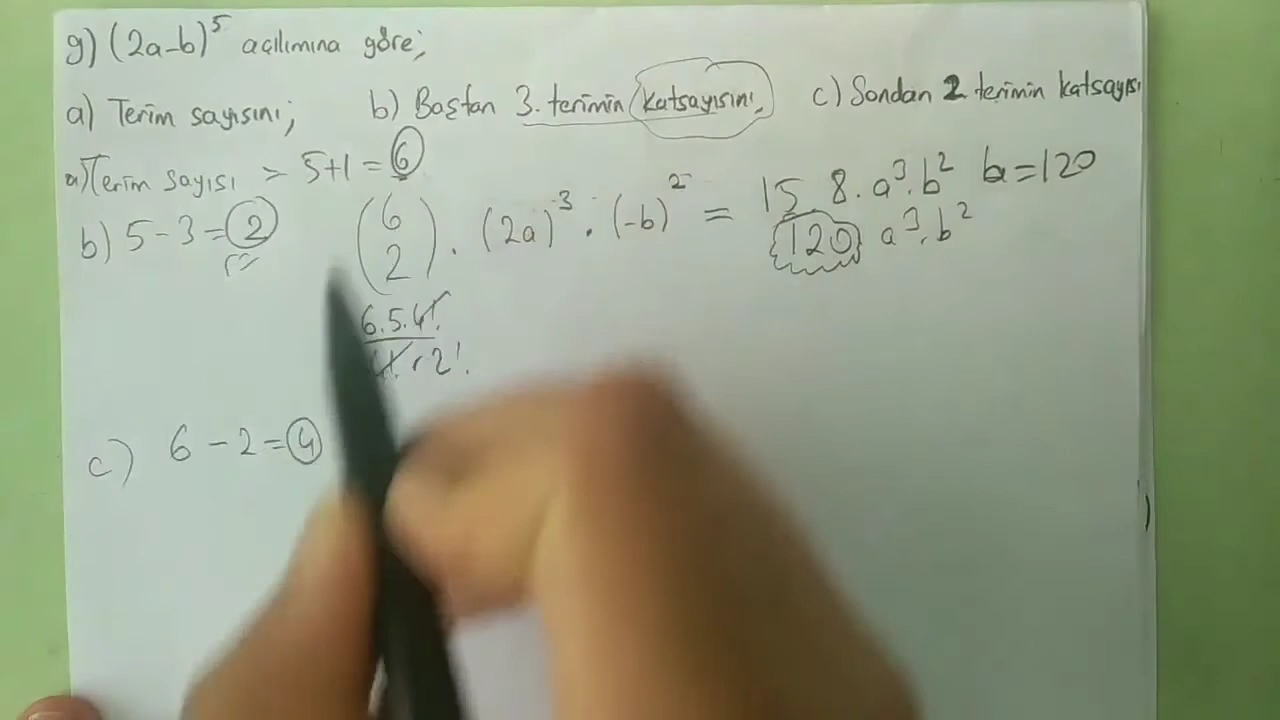 g) (2a-b)^5 açılımına göre;
a) Terim sayısını; b) Baştan 3. terimin katsayısını, c) Sondan 2 terimin katsayısı
a) Terim sayısı = 5+1 = 6
b) 5-3=2 (6 2) . (2a)^3 . (-b)^2 = 15 8.a^3.b^2 b=120
120 a^3.b^2
6.5.4!
4! . 2!
c) 6-2=4